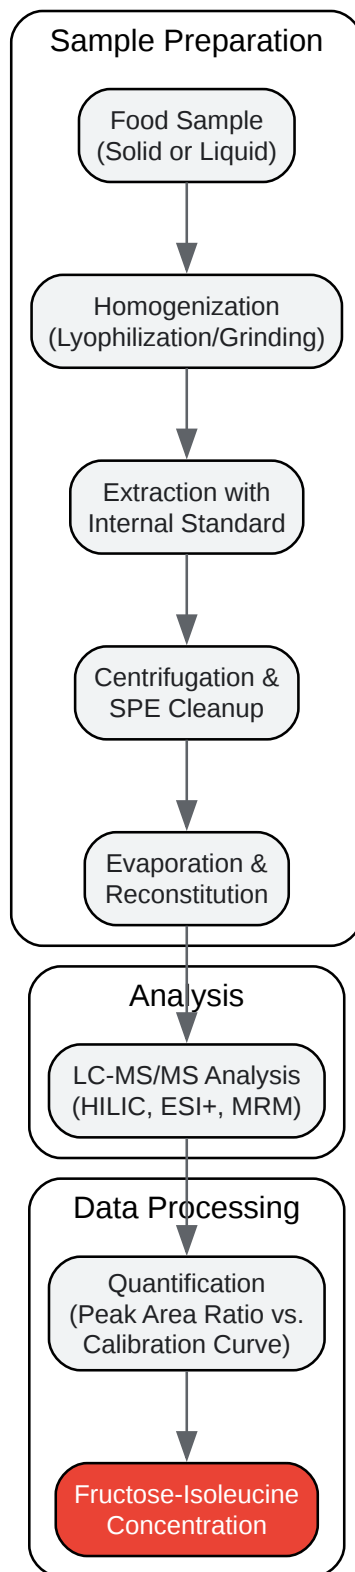 Sample Preparation
Food Sample
(Solid or Liquid)
Homogenization
(Lyophilization/Grinding)
Extraction with
Internal Standard
Centrifugation &
SPE Cleanup
Evaporation &
Reconstitution
Analysis
LC-MS/MS Analysis
(HILIC, ESI+, MRM)
Data Processing
Quantification
(Peak Area Ratio vs.
Calibration Curve)
Fructose-Isoleucine
Concentration